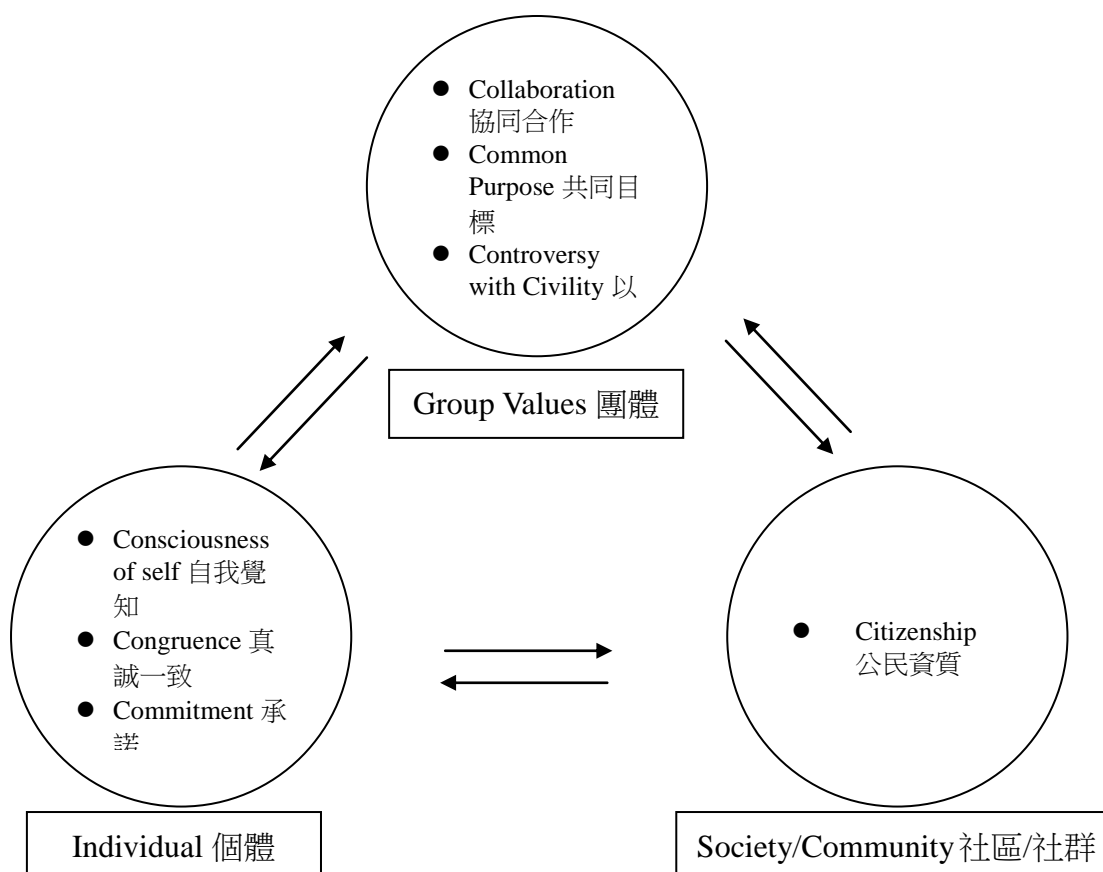 ● Collaboration
協同合作
● Common
Purpose 共同目
標
● Controversy
with Civility 以
Group Values 團體
● Consciousness
of self 自我覺
知
● Congruence 真
誠一致
● Commitment 承
諾
Individual 個體
● Citizenship
公民資質
Society/Community 社區/社群